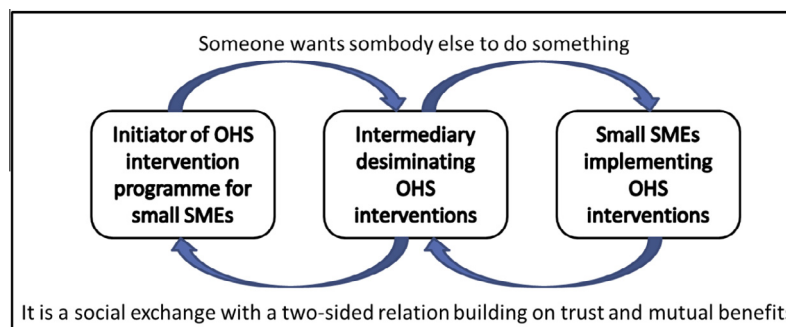 Someone wants sombody else to do something
Initiator of OHS
intervention
programme for
small SMEs
Intermediary
desiminating
OHS
interventions
Small SMEs
implementing
OHS
interventions
It is a social exchange with a two-sided relation building on trust and mutual benefits